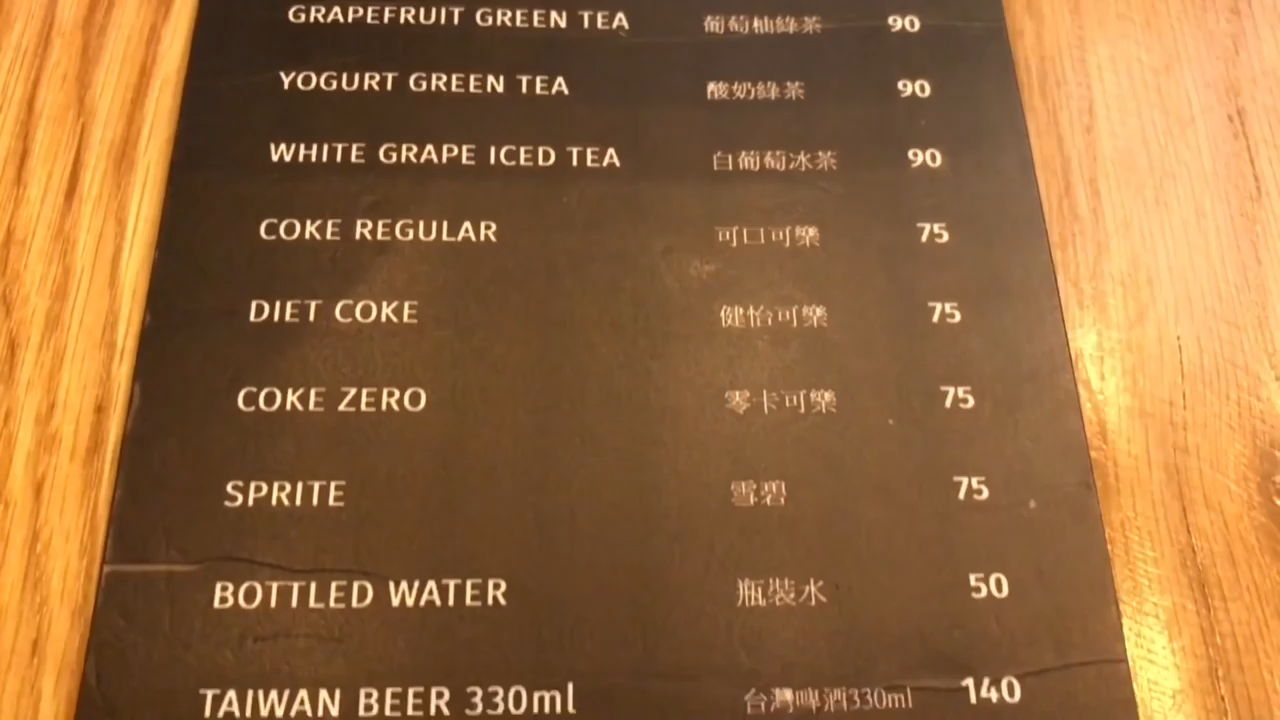 GRAPEFRUIT GREEN TEA 葡萄柚綠茶 90
YOGURT GREEN TEA 酸奶綠茶 90
WHITE GRAPE ICED TEA 白葡萄冰茶 90
COKE REGULAR 可口可樂 75
DIET COKE 健怡可樂 75
COKE ZERO 零卡可樂 75
SPRITE 雪碧 75
BOTTLED WATER 瓶裝水 50
TAIWAN BEER 330ml 台灣啤酒330ml 140